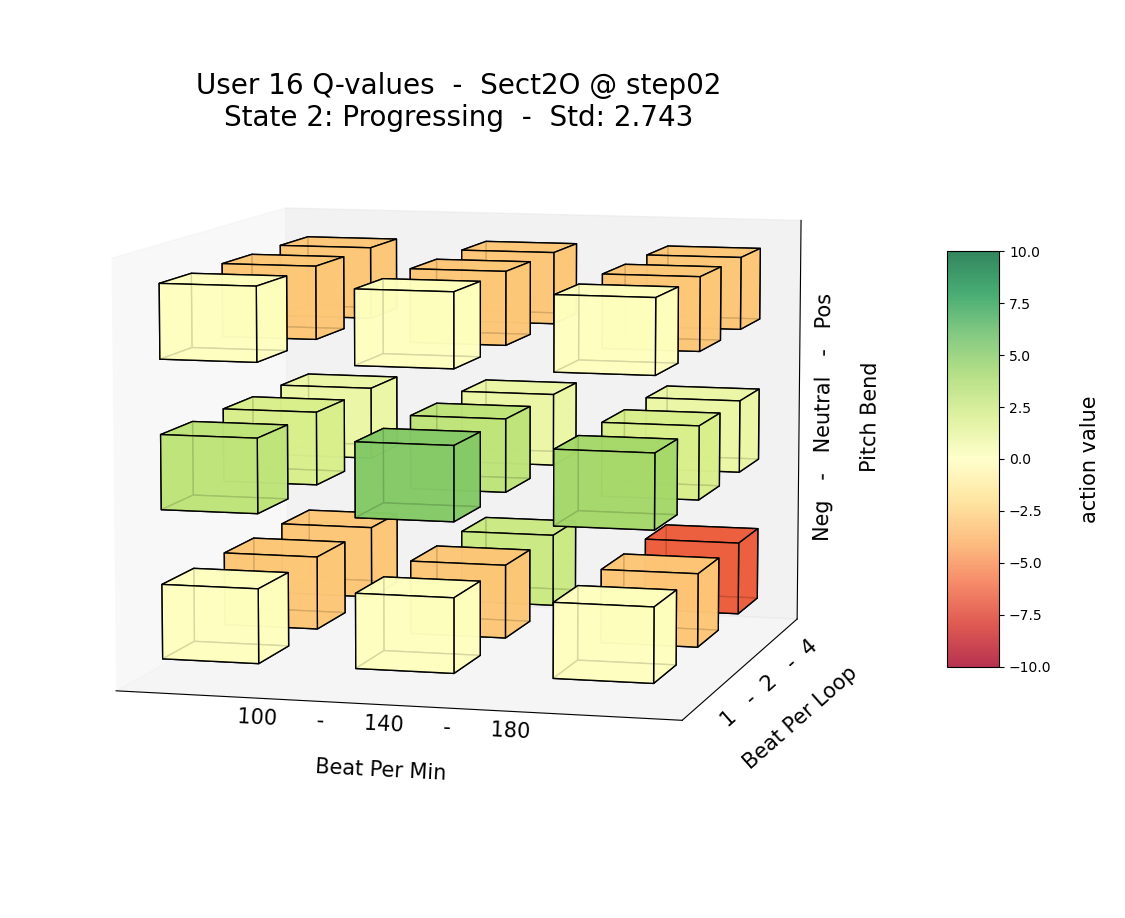 User 16 Q-values  -  Sect2O @ step02
State 2: Progressing  -  Std: 2.743
Neg  -  Neutral  -  Pos
Pitch Bend
10.0
7.5
5.0
2.5
0.0
−2.5
−5.0
−7.5
−10.0
action value
1  -  2  -  4
Beat Per Loop
100  -  140  -  180
Beat Per Min